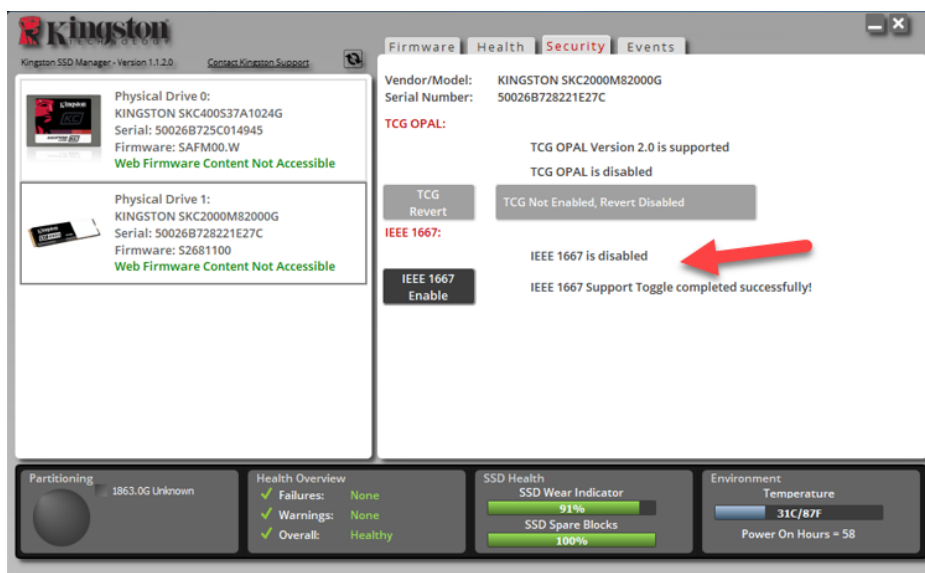 Kingston
TECHNOLOGY
Kingston SSD Manager - Version 1.1.2.0 Contact Kingston Support
Firmware Health Security Events
Physical Drive 0:
KINGSTON SKC400S37A1024G
Serial: 50026B725C014945
Firmware: SAFM00.W
Web Firmware Content Not Accessible
Physical Drive 1:
KINGSTON SKC2000M82000G
Serial: 50026B728221E27C
Firmware: S2681100
Web Firmware Content Not Accessible
Vendor/Model: KINGSTON SKC2000M82000G
Serial Number: 50026B728221E27C
TCG OPAL:
TCG OPAL Version 2.0 is supported
TCG OPAL is disabled
TCG
Revert
TCG Not Enabled, Revert Disabled
IEEE 1667:
IEEE 1667 is disabled
IEEE 1667
Enable
IEEE 1667 Support Toggle completed successfully!
Partitioning
1863.0G Unknown
Health Overview
Failures: None
Warnings: None
Overall: Healthy
SSD Health
SSD Wear Indicator
91%
SSD Spare Blocks
100%
Environment
Temperature
31C/87F
Power On Hours = 58